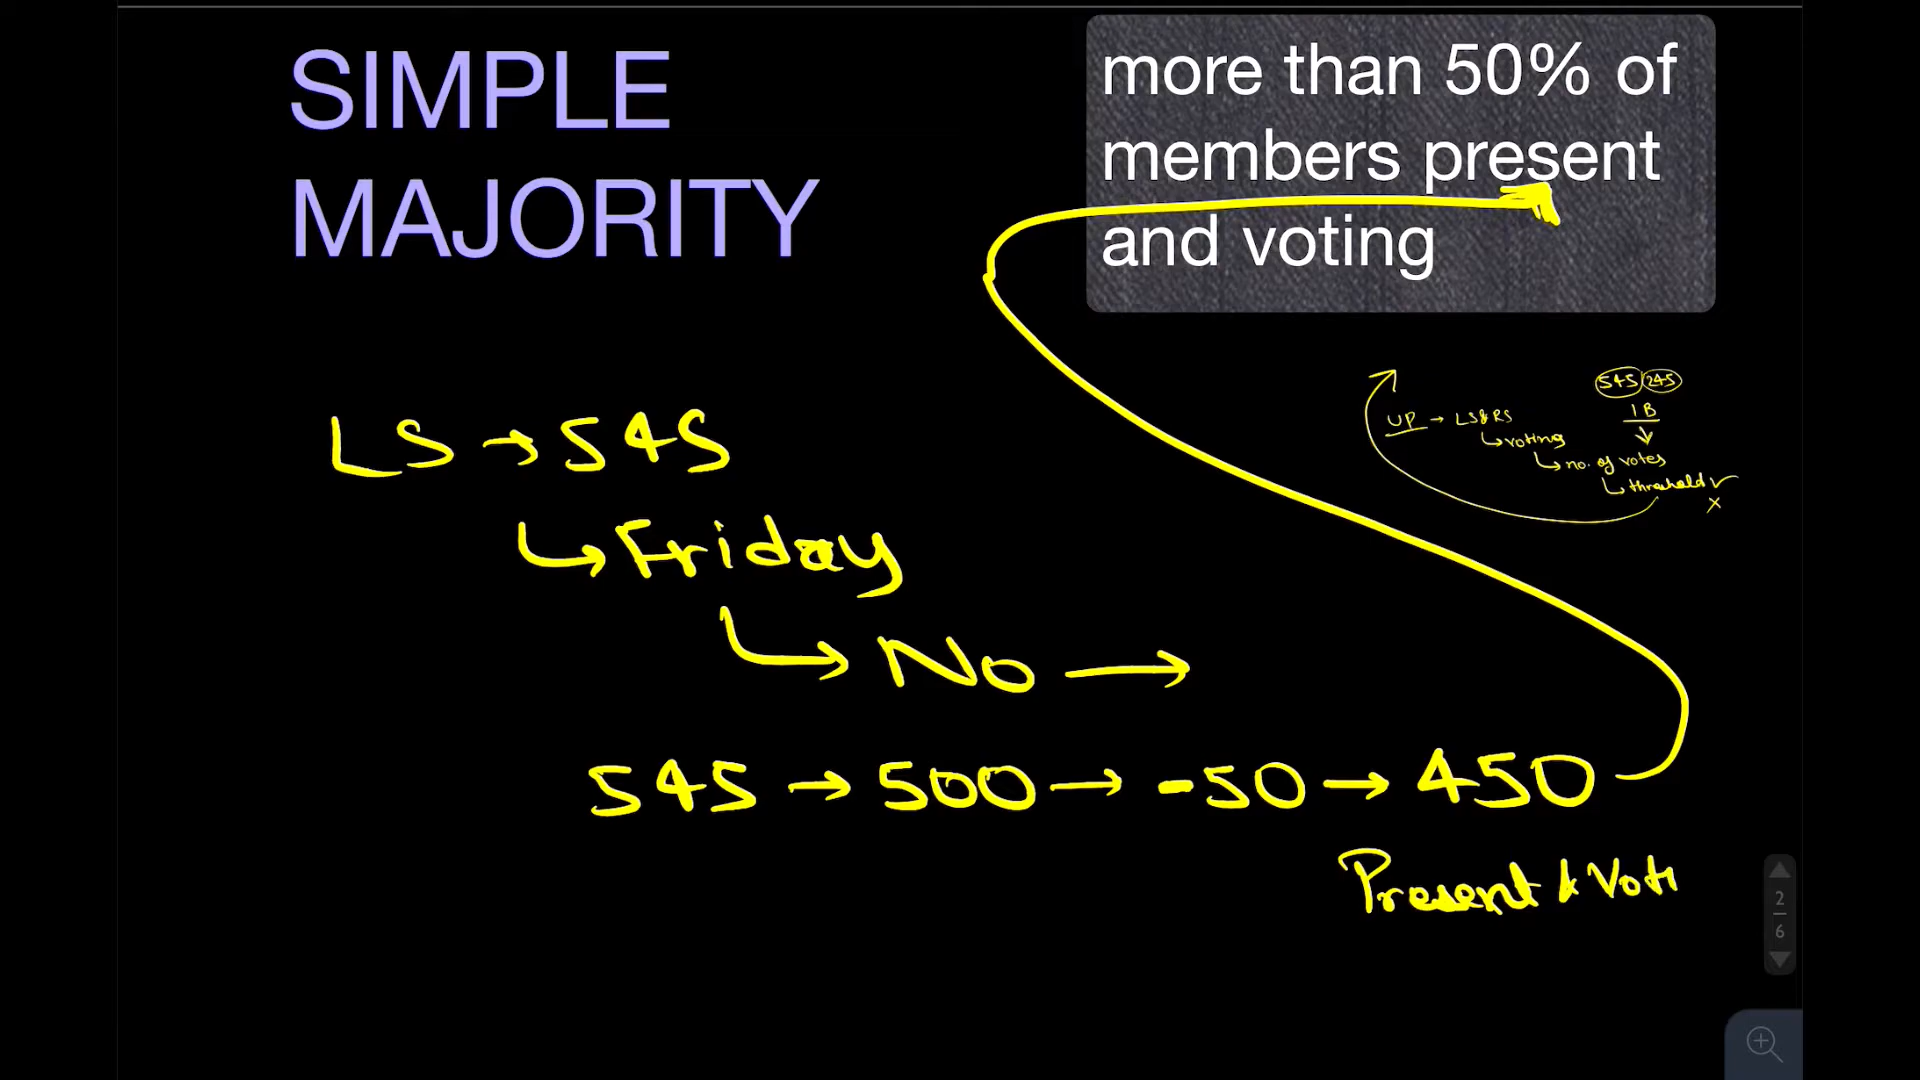 SIMPLE
MAJORITY
more than 50% of
members present
and voting
LS → 545
↳ Friday
↳ No →
545 → 500 → -50 → 450
Present & Voti
545 245
1 B
UP → LS & RS
↳ voting
↳ no. of votes
↳ threshold ✓
X
2
6